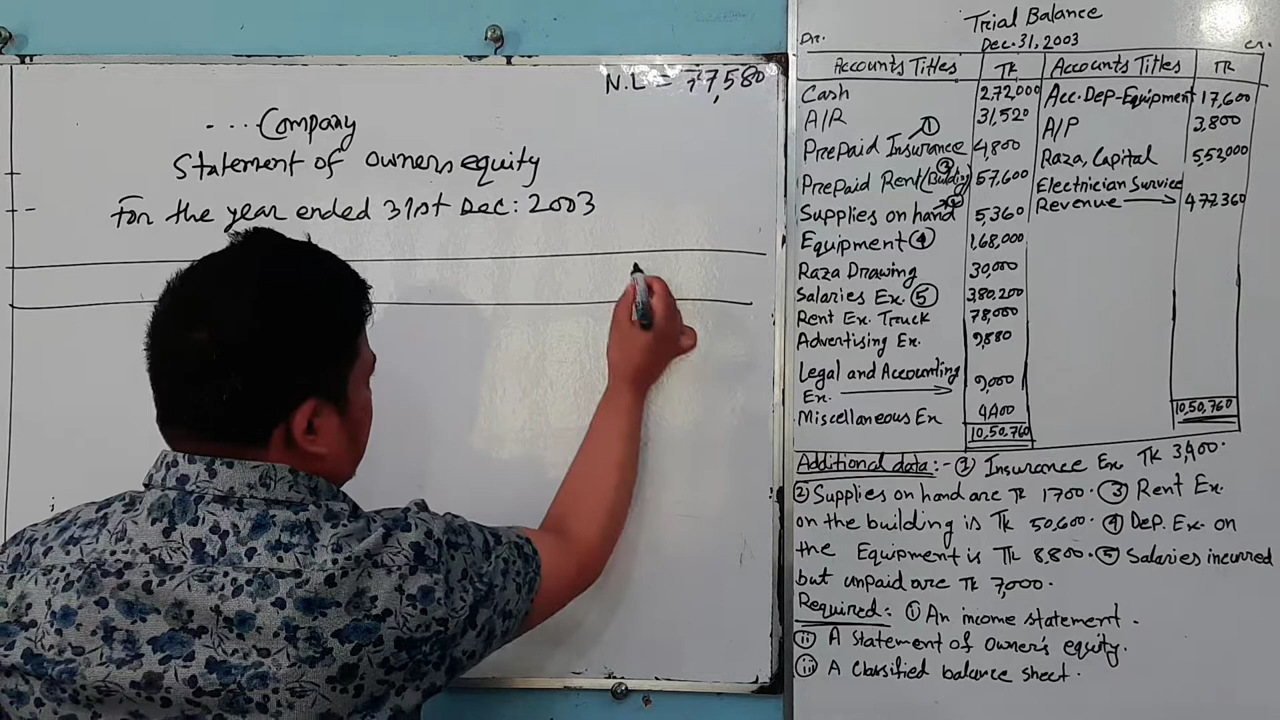 N.L = 77,580
... Company
Statement of owners equity
For the year ended 31st Dec: 2003
Trial Balance
Dec. 31, 2003
Dr. Cr.
Accounts Titles TK Accounts Titles TK
Cash 2,72,000 Acc. Dep-Equipment 17,600
A/R 31,520 A/P 3,800
Prepaid Insurance ① 4,800 Raza, Capital 5,52,000
Prepaid Rent (Building) ③ 57,600 Electrician Survice
Supplies on hand ② 5,360 Revenue → 4,77,360
Equipment ④ 1,68,000
Raza Drawing 30,000
Salaries Ex. ⑤ 3,80,200
Rent Ex. Truck 78,000
Advertising Ex. 9,880
Legal and Accounting
Ex. → 9,000
Miscellaneous Ex 4,400
10,50,760 10,50,760
Additional data:- ① Insurance Ex. TK 3,400.
② Supplies on hand are TK 1700. ③ Rent Ex.
on the building is TK 50,600. ④ Dep. Ex. on
the Equipment is TK 8,800. ⑤ Salaries incurred
but unpaid are TK 7,000.
Required: ① An income statement.
ⅱ A statement of owner's equity.
ⅲ A classified balance sheet.